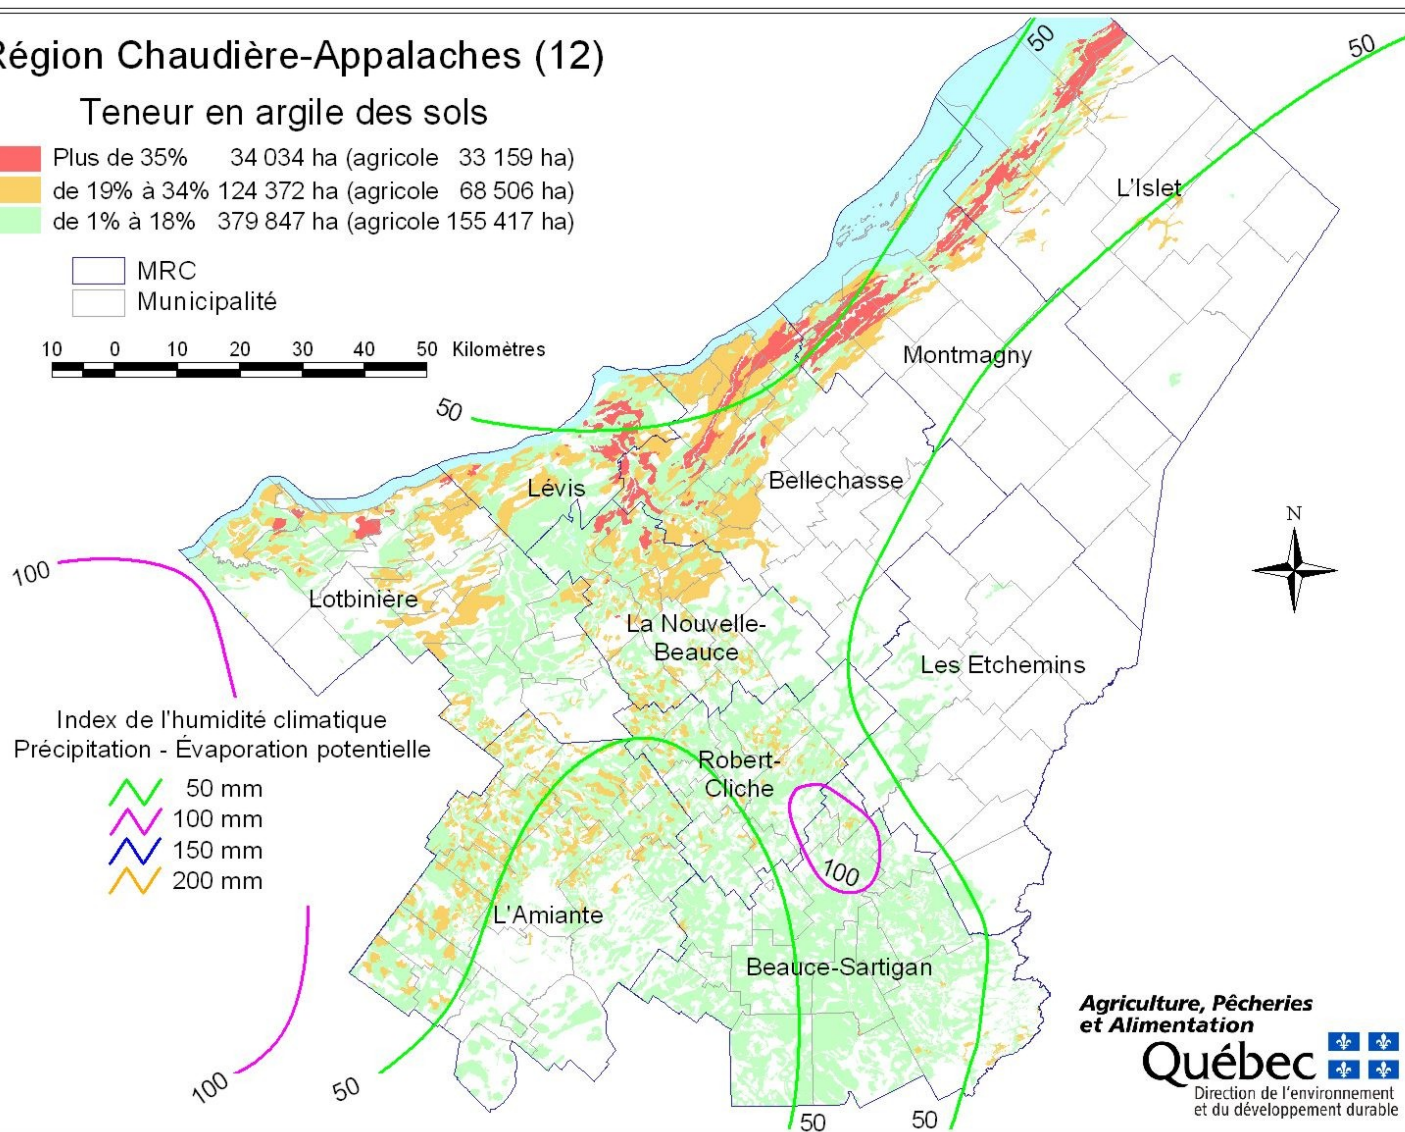 Région Chaudière-Appalaches (12)
Teneur en argile des sols
Plus de 35% 34 034 ha (agricole 33 159 ha)
de 19% à 34% 124 372 ha (agricole 68 506 ha)
de 1% à 18% 379 847 ha (agricole 155 417 ha)
MRC
Municipalité
10 0 10 20 30 40 50 Kilomètres
50
50
50
L'Islet
Montmagny
Bellechasse
Lévis
N
100
Lotbinière
La Nouvelle-
Beauce
Les Etchemins
Index de l'humidité climatique
Précipitation - Évaporation potentielle
50 mm
100 mm
150 mm
200 mm
Robert-
Cliche
100
L'Amiante
Beauce-Sartigan
100
50
50
50
Agriculture, Pêcheries
et Alimentation
Québec
Direction de l'environnement
et du développement durable